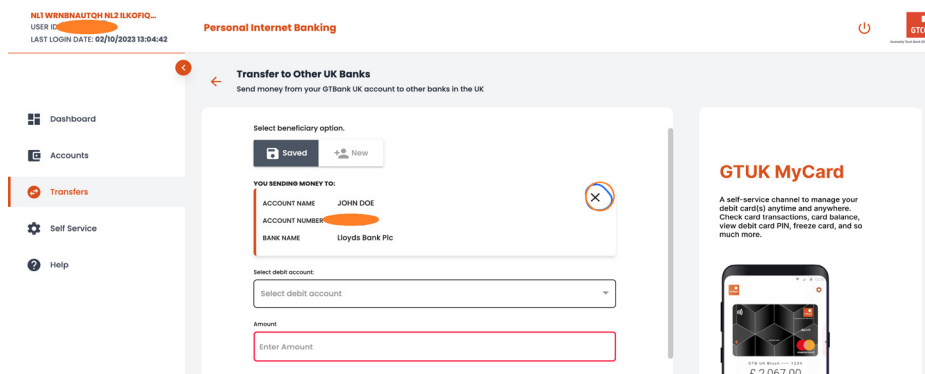 NL1 WRNBNAUTQH NL2 ILKOFIQ...
USER ID
LAST LOGIN DATE: 02/10/2023 13:04:42
Personal Internet Banking
Transfer to Other UK Banks
Send money from your GTBank UK account to other banks in the UK
Dashboard
Accounts
Transfers
Self Service
Help
Select beneficiary option.
Saved
New
YOU SENDING MONEY TO:
ACCOUNT NAME JOHN DOE
ACCOUNT NUMBER
BANK NAME Lloyds Bank Plc
Select debit account:
Select debit account
Amount
Enter Amount
GTUK MyCard
A self-service channel to manage your
debit card(s) anytime and anywhere.
Check card transactions, card balance,
view debit card PIN, freeze card, and so
much more.
£ 2,067.00